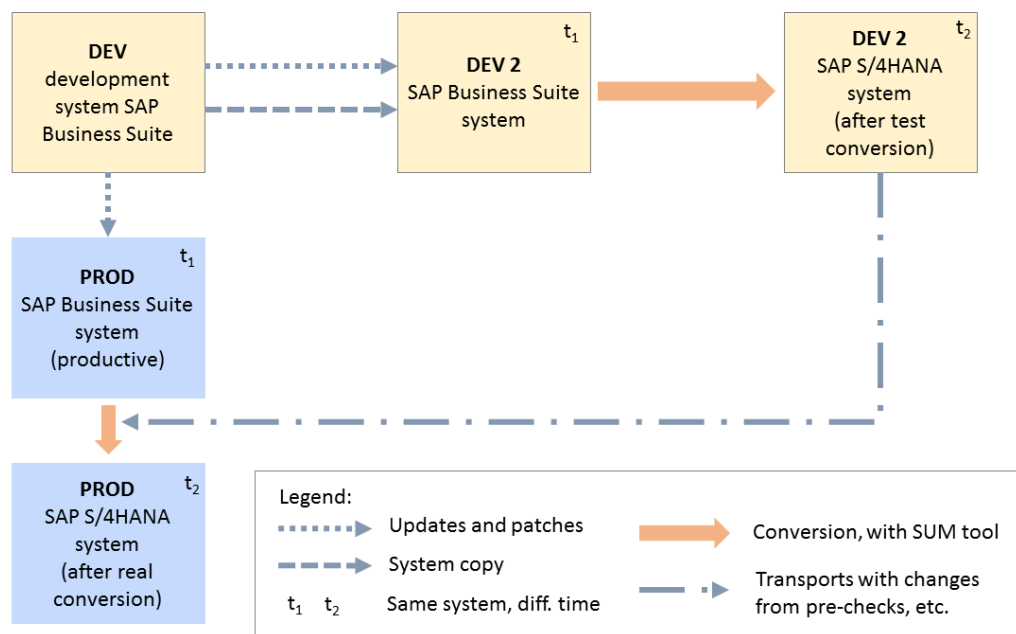 DEV
development
system SAP
Business Suite
t1
DEV 2
SAP Business Suite
system
t2
DEV 2
SAP S/4HANA
system
(after test
conversion)
t1
PROD
SAP Business Suite
system
(productive)
t2
PROD
SAP S/4HANA
system
(after real
conversion)
Legend:
Updates and patches
System copy
t1 t2 Same system, diff. time
Conversion, with SUM tool
Transports with changes
from pre-checks, etc.